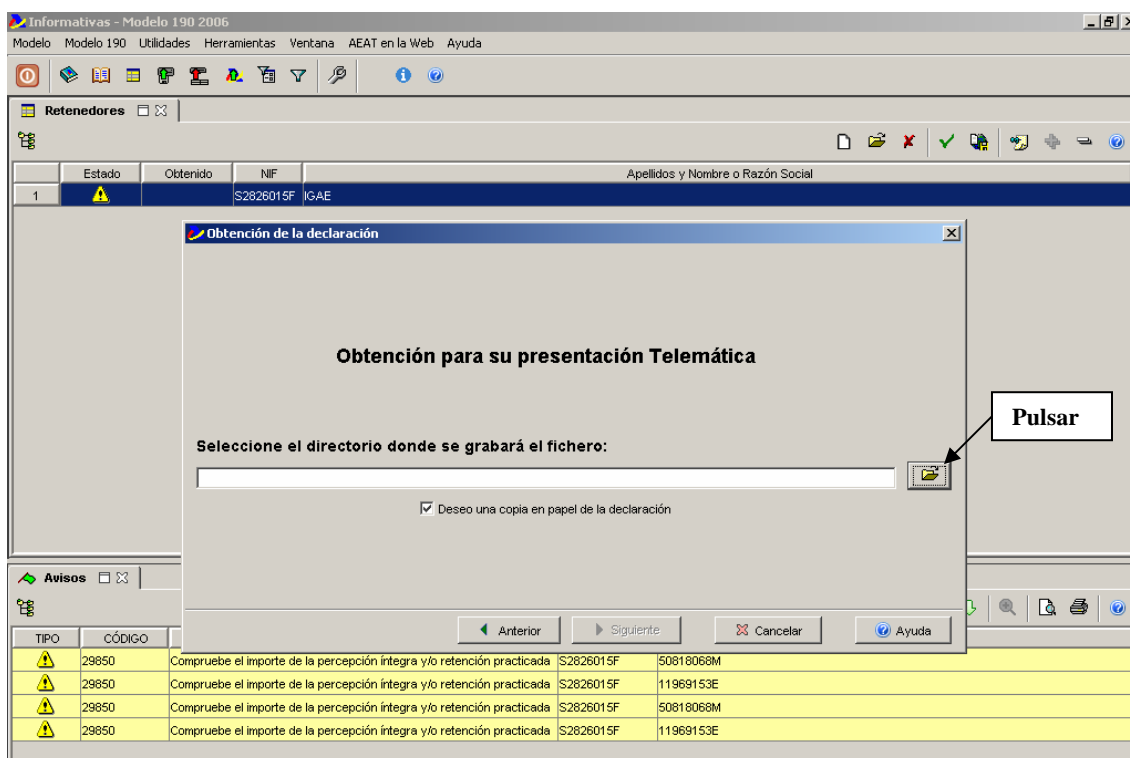 Informativas - Modelo 190 2006
Modelo Modelo 190 Utilidades Herramientas Ventana AEAT en la Web Ayuda
Retenedores
Estado Obtenido NIF Apellidos y Nombre o Razón Social
1 S2826015F IGAE
Obtención de la declaración
Obtención para su presentación Telemática
Pulsar
Seleccione el directorio donde se grabará el fichero:
Deseo una copia en papel de la declaración
Anterior Siguiente Cancelar Ayuda
Avisos
TIPO CÓDIGO
29850 Compruebe el importe de la percepción íntegra y/o retención practicada S2826015F 50818068M
29850 Compruebe el importe de la percepción íntegra y/o retención practicada S2826015F 11969153E
29850 Compruebe el importe de la percepción íntegra y/o retención practicada S2826015F 50818068M
29850 Compruebe el importe de la percepción íntegra y/o retención practicada S2826015F 11969153E